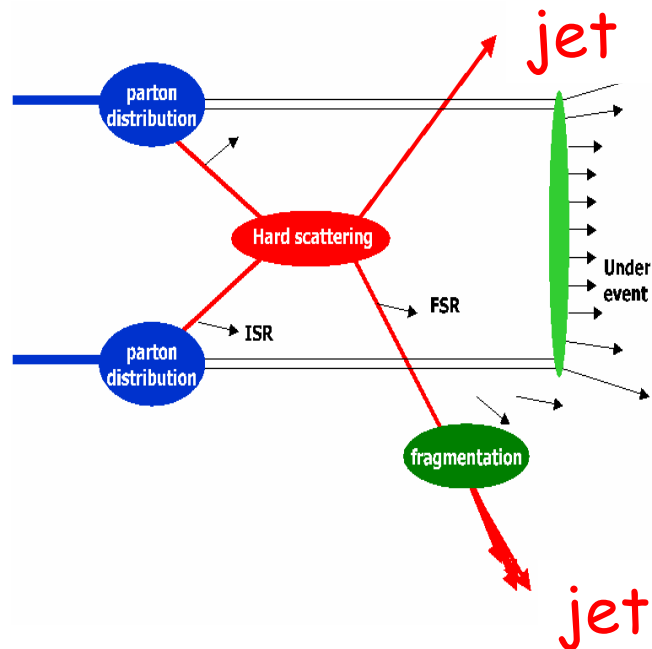 jet
parton
distribution
Hard scattering
Under
event
FSR
ISR
parton
distribution
fragmentation
jet